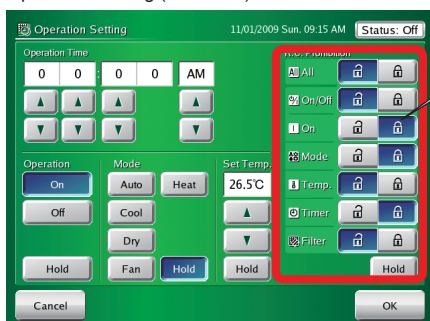 Operation Setting 11/01/2009 Sun. 09:15 AM Status: Off
Operation Time
0 0 : 0 0 AM
R.C. Prohibition
All
On/Off
On
Mode
Temp.
Timer
Filter
Hold
Operation
On
Off
Hold
Mode
Auto Heat
Cool
Dry
Fan Hold
Set Temp.
26.5℃
Hold
Cancel OK